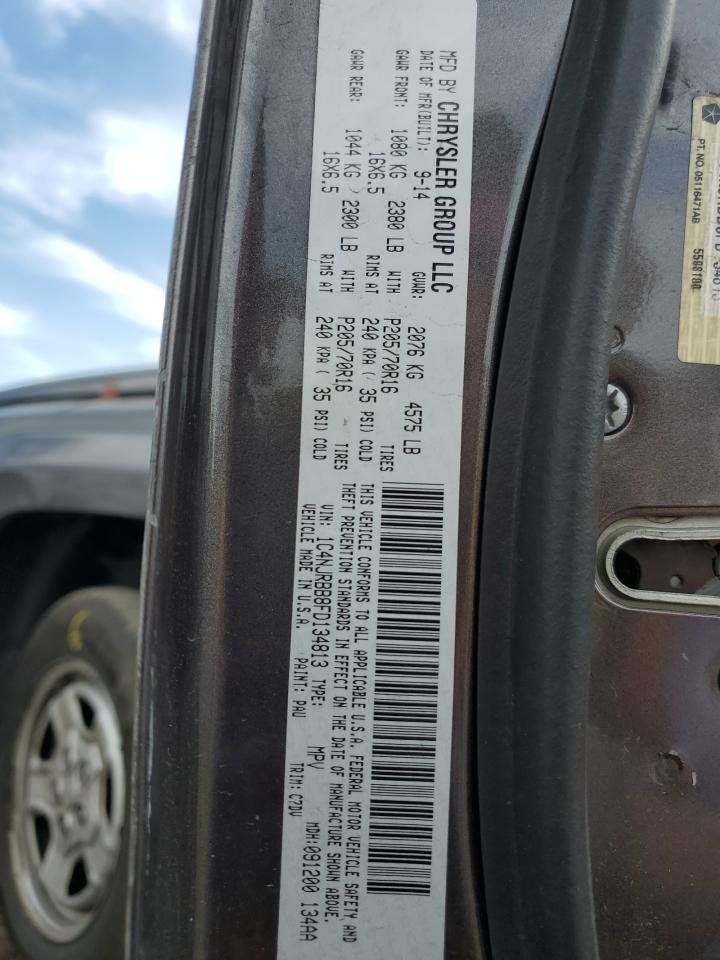 MFD BY CHRYSLER GROUP LLC
DATE OF MFR(BUILT): 9-14 GVWR: 2076 KG 4575 LB
GAWR FRONT: 1080 KG 2380 LB WITH P205/70R16 TIRES
16X6.5 RIMS AT 240 KPA ( 35 PSI) COLD
GAWR REAR: 1044 KG 2300 LB WITH P205/70R16 TIRES
16X6.5 RIMS AT 240 KPA ( 35 PSI) COLD
THIS VEHICLE CONFORMS TO ALL APPLICABLE U.S.A. FEDERAL MOTOR VEHICLE SAFETY AND
THEFT PREVENTION STANDARDS IN EFFECT ON THE DATE OF MANUFACTURE SHOWN ABOVE.
VIN: 1C4NJRBB8FD134813 TYPE: MPV MDH:091200 134AA
VEHICLE MADE IN U.S.A. PAINT: PAU TRIM: C7DV
PT. NO. 05116471AB